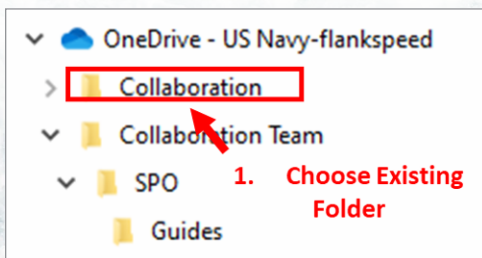 OneDrive - US Navy-flankspeed
Collaboration
Collaboration Team
SPO
1. Choose Existing
Folder
Guides